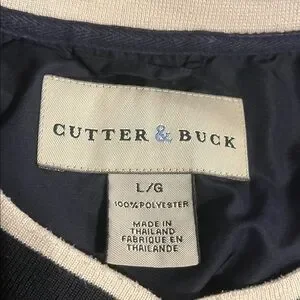 CUTTER & BUCK
L/G
100% POLYESTER
MADE IN
THAILAND
FABRIQUE EN
THAILANDE